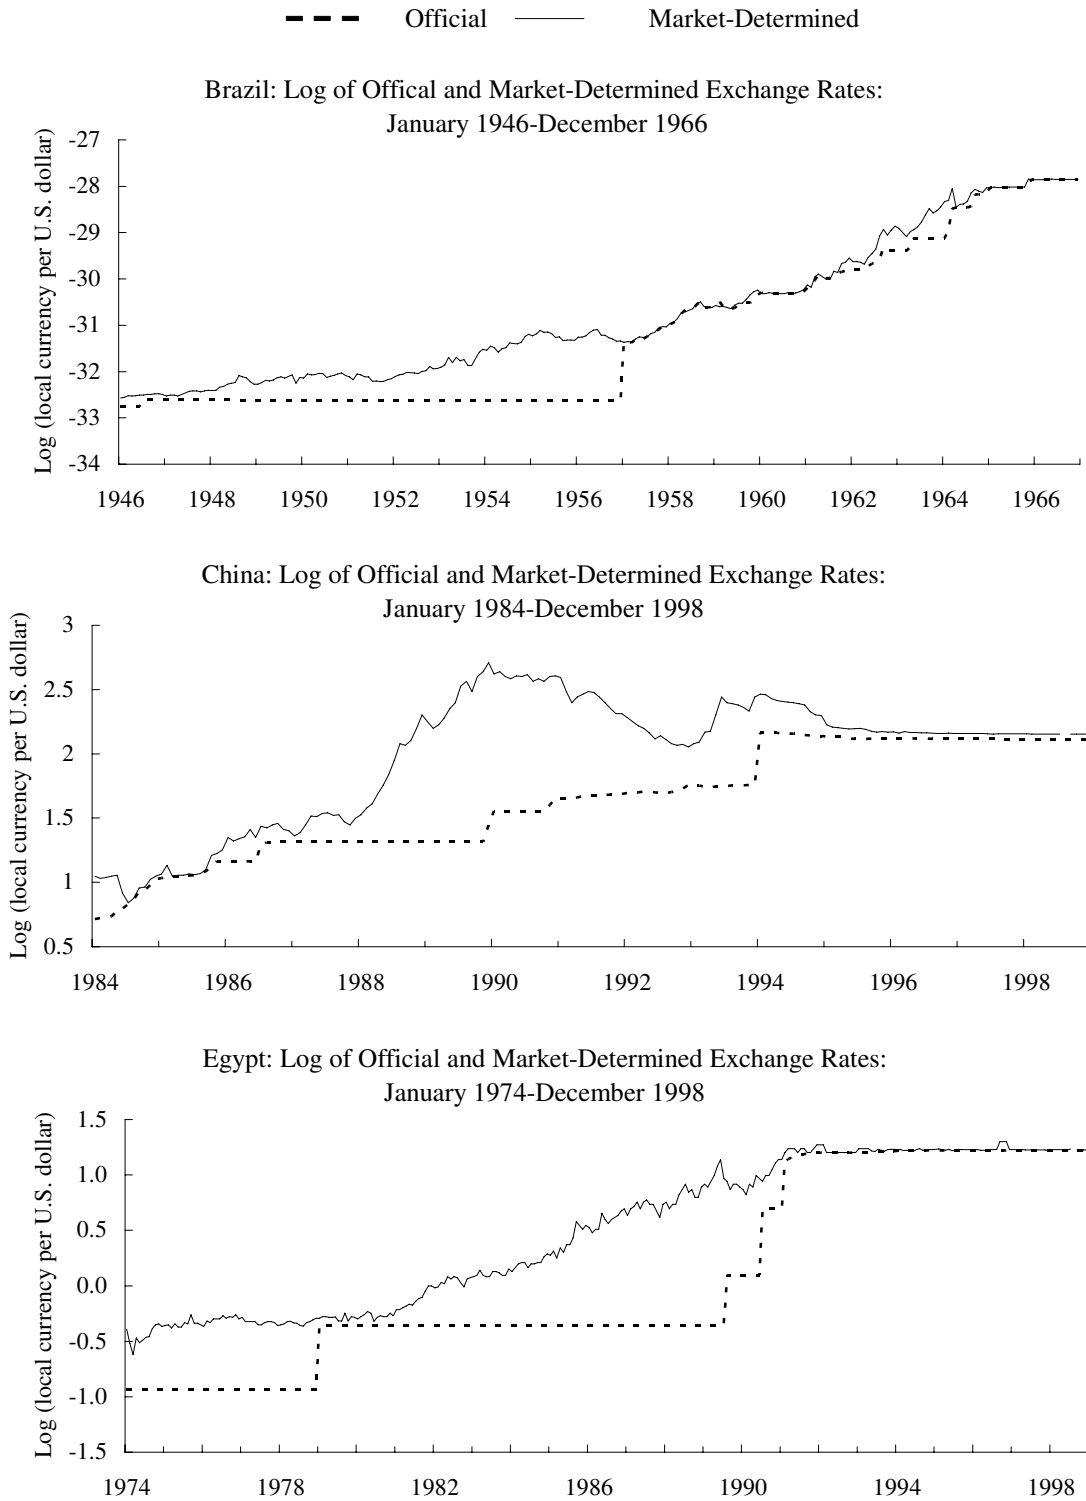 Official Market-Determined
Brazil: Log of Offical and Market-Determined Exchange Rates:
January 1946-December 1966
Log (local currency per U.S. dollar)
-27
-28
-29
-30
-31
-32
-33
-34
1946 1948 1950 1952 1954 1956 1958 1960 1962 1964 1966
China: Log of Official and Market-Determined Exchange Rates:
January 1984-December 1998
Log (local currency per U.S. dollar)
3
2.5
2
1.5
1
0.5
1984 1986 1988 1990 1992 1994 1996 1998
Egypt: Log of Official and Market-Determined Exchange Rates:
January 1974-December 1998
Log (local currency per U.S. dollar)
1.5
1.0
0.5
0.0
-0.5
-1.0
-1.5
1974 1978 1982 1986 1990 1994 1998